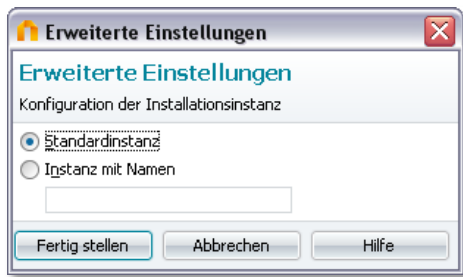 Erweiterte Einstellungen
Erweiterte Einstellungen
Konfiguration der Installationsinstanz
Standardinstanz
Instanz mit Namen
Fertig stellen Abbrechen Hilfe